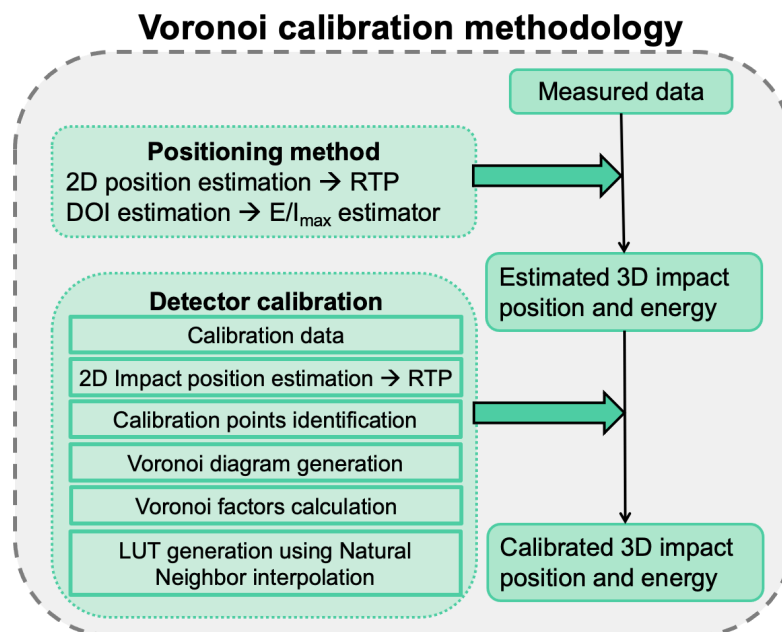 Voronoi calibration methodology
Measured data
Positioning method
2D position estimation → RTP
DOI estimation → E/Imax estimator
Estimated 3D impact
position and energy
Detector calibration
Calibration data
2D Impact position estimation → RTP
Calibration points identification
Voronoi diagram generation
Voronoi factors calculation
LUT generation using Natural
Neighbor interpolation
Calibrated 3D impact
position and energy